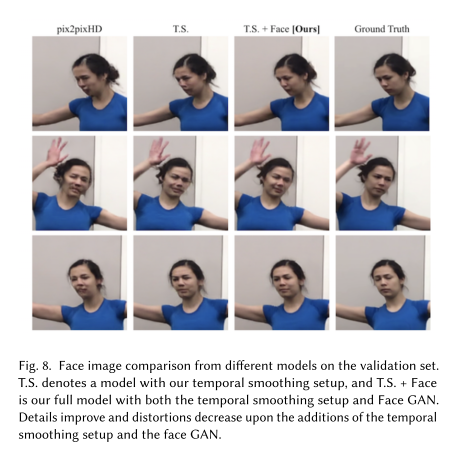 pix2pixHD T.S. T.S. + Face [Ours] Ground Truth
Fig. 8. Face image comparison from different models on the validation set.
T.S. denotes a model with our temporal smoothing setup, and T.S. + Face
is our full model with both the temporal smoothing setup and Face GAN.
Details improve and distortions decrease upon the additions of the temporal
smoothing setup and the face GAN.